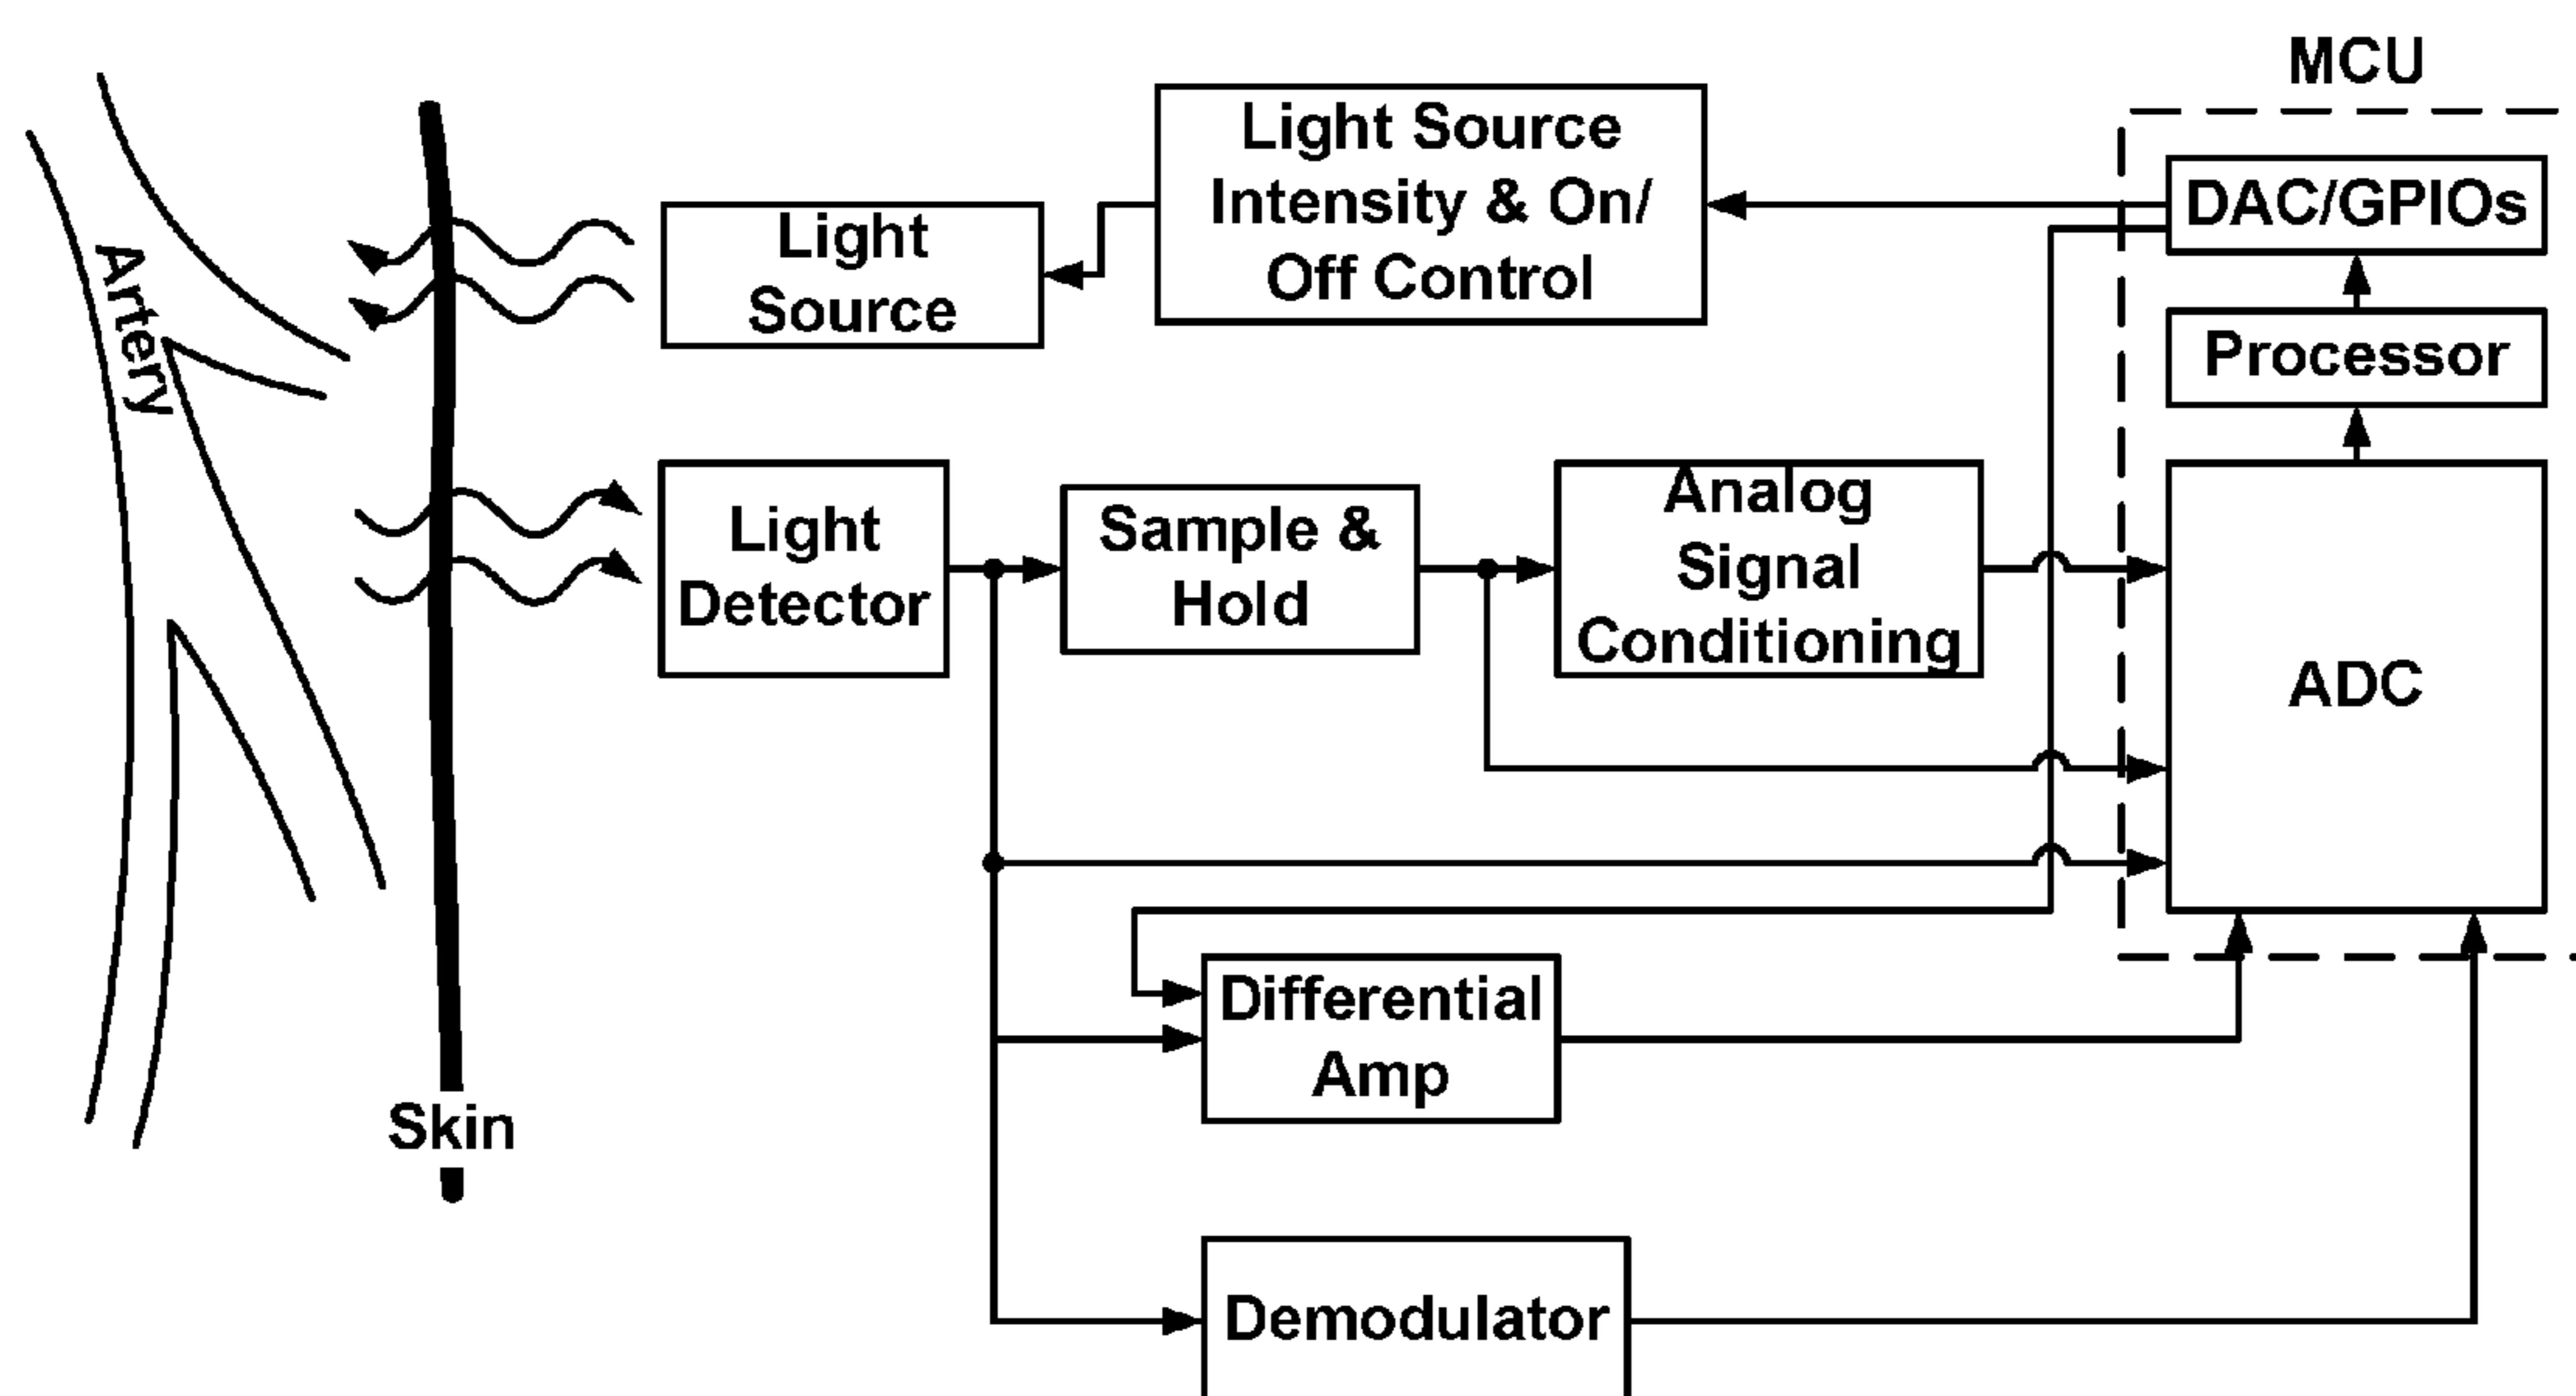 MCU
Light Source
Intensity & On/
Off Control
DAC/GPIOs
Light
Source
Artery
Processor
Light
Detector
Sample &
Hold
Analog
Signal
Conditioning
ADC
Differential
Amp
Skin
Demodulator